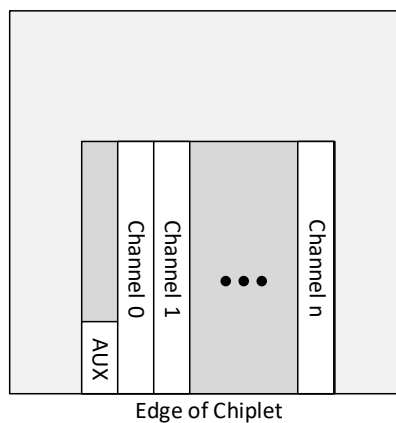 AUX
Channel 0
Channel 1
Channel n
Edge of Chiplet